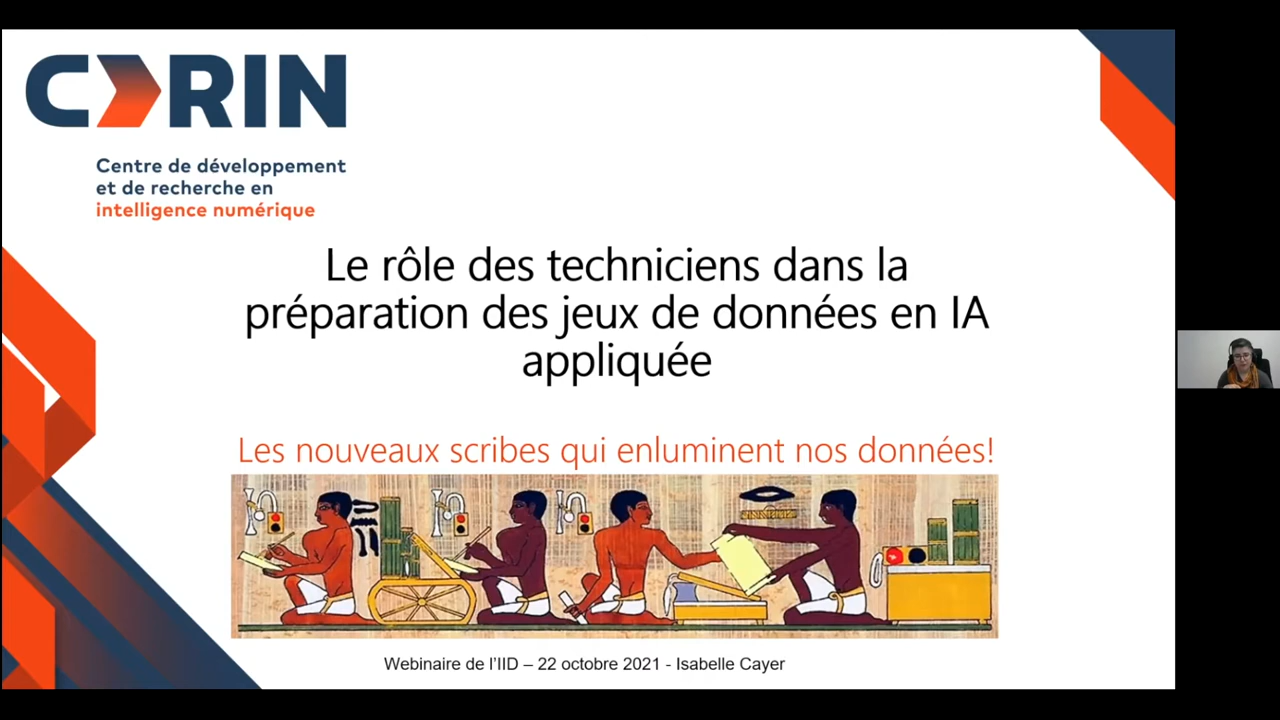 CDRIN
Centre de développement
et de recherche en
intelligence numérique
Le rôle des techniciens dans la
préparation des jeux de données en IA
appliquée
Les nouveaux scribes qui enluminent nos données!
Webinaire de l'IID – 22 octobre 2021 - Isabelle Cayer